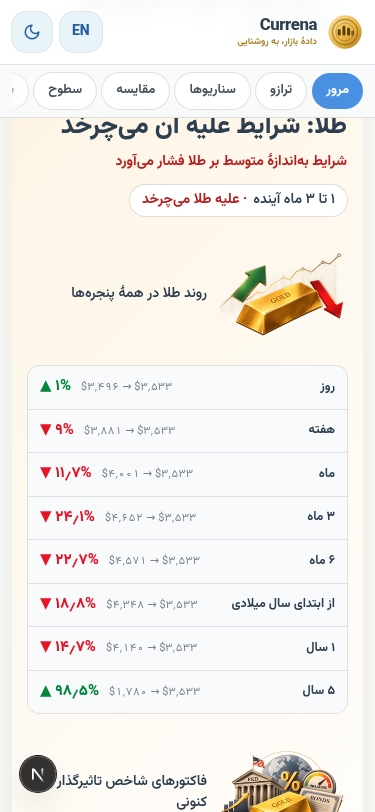 Currena
دادهٔ بازار، به روشنایی
EN
مرور
ترازو
سناریوها
مقایسه
سطوح
طلا: شرایط علیه آن می‌چرخد
شرایط به‌اندازهٔ متوسط بر طلا فشار می‌آورد
۱ تا ۳ ماه آینده · علیه طلا می‌چرخد
GOLD
روند طلا در همهٔ پنجره‌ها
روز $۳,۴۹۶ → $۳,۵۳۳ ▲ ۱%
هفته $۳,۸۸۱ → $۳,۵۳۳ ▼ ۹%
ماه $۴,۰۰۱ → $۳,۵۳۳ ▼ ۱۱٫۷%
۳ ماه $۴,۶۵۲ → $۳,۵۳۳ ▼ ۲۴٫۱%
۶ ماه $۴,۵۷۱ → $۳,۵۳۳ ▼ ۲۲٫۷%
از ابتدای سال میلادی $۴,۳۴۸ → $۳,۵۳۳ ▼ ۱۸٫۸%
۱ سال $۴,۱۴۰ → $۳,۵۳۳ ▼ ۱۴٫۷%
۵ سال $۱,۷۸۰ → $۳,۵۳۳ ▲ ۹۸٫۵%
فاکتورهای شاخص تاثیرگذار
کنونی
FED
%
BONDS
N